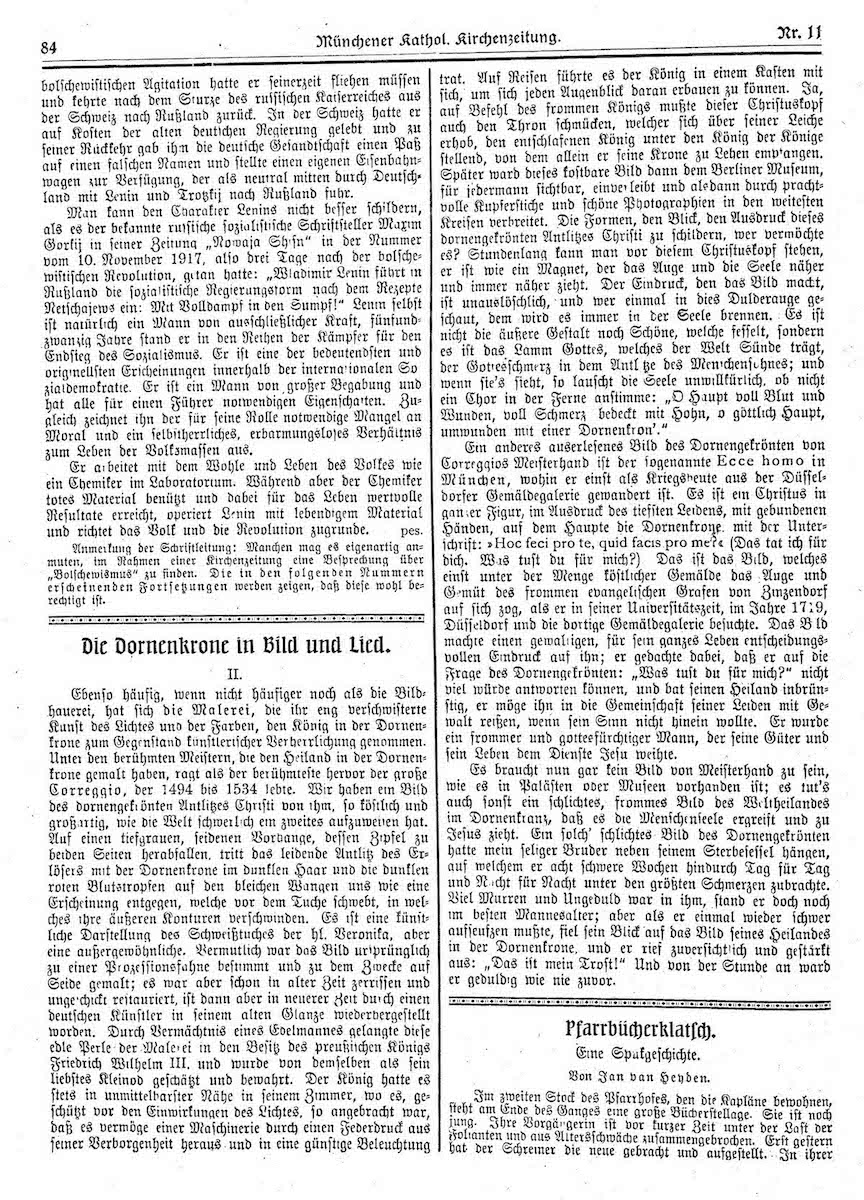 84
Münchener Kathol. Kirchenzeitung.
Nr. 11
bolschewistischen Agitation hatte er seinerzeit fliehen müssen
und kehrte nach dem Sturze des russischen Kaiserreiches aus
der Schweiz nach Rußland zurück. In der Schweiz hatte er
auf Kosten der alten deutschen Regierung gelebt und zu
seiner Rückkehr gab ihm die deutsche Gesandtschaft einen Paß
auf einen falschen Namen und stellte einen eigenen Eisenbahn-
wagen zur Verfügung, der als neutral mitten durch Deutsch-
land mit Lenin und Trotzkij nach Rußland fuhr.
Man kann den Charakter Lenins nicht besser schildern,
als es der bekannte russische sozialistische Schriftsteller Maxim
Gorkij in seiner Zeitung „Nowaja Shisn" in der Nummer
vom 10. November 1917, also drei Tage nach der bolsche-
wistischen Revolution, getan hatte: „Wladimir Lenin führt in
Rußland die sozialistische Regierungsform nach dem Rezepte
Netschajews ein: Mit Volldampf in den Sumpf!" Lenin selbst
ist natürlich ein Mann von ausschließlicher Kraft, fünfund-
zwanzig Jahre stand er in den Reihen der Kämpfer für den
Endsieg des Sozialismus. Er ist eine der bedeutendsten und
originellsten Erscheinungen innerhalb der internationalen So
zialdemokratie. Er ist ein Mann von großer Begabung und
hat alle für einen Führer notwendigen Eigenschaften. Zu-
gleich zeichnet ihn der für seine Rolle notwendige Mangel an
Moral und ein selbstherrliches, erbarmungsloses Verhältnis
zum Leben der Volksmassen aus.
Er arbeitet mit dem Wohle und Leben des Volkes wie
ein Chemiker im Laboratorium. Während aber der Chemiker
totes Material benützt und dabei für das Leben wertvolle
Resultate erreicht, operiert Lenin mit lebendigem Material
und richtet das Volk und die Revolution zugrunde. pes.
Anmerkung der Schriftleitung: Manchen mag es eigenartig an-
muten, im Rahmen einer Kirchenzeitung eine Besprechung über
„Bolschewismus" zu finden. Die in den folgenden Nummern
erscheinenden Fortsetzungen werden zeigen, daß diese wohl be-
rechtigt ist.
Die Dornenkrone in Bild und Lied.
II.
Ebenso häufig, wenn nicht häufiger noch als die Bild-
hauerei, hat sich die Malerei, die ihr eng verschwisterte
Kunst des Lichtes und der Farben, den König in der Dornen-
krone zum Gegenstand künstlerischer Verherrlichung genommen.
Unter den berühmten Meistern, die den Heiland in der Dornen-
krone gemalt haben, ragt als der berühmteste hervor der große
Correggio, der 1494 bis 1534 lebte. Wir haben ein Bild
des dornengekrönten Antlitzes Christi von ihm, so köstlich und
großartig, wie die Welt schwerlich ein zweites aufzuweisen hat.
Auf einen tiefgrauen, seidenen Vorhange, dessen Zipfel zu
beiden Seiten herabfallen, tritt das leidende Antlitz des Er-
lösers mit der Dornenkrone im dunklen Haar und die dunklen
roten Blutstropfen auf den bleichen Wangen uns wie eine
Erscheinung entgegen, welche vor dem Tuche schwebt, in wel-
ches ihre äußeren Konturen verschwinden. Es ist eine künst-
liche Darstellung des Schweißtuches der hl. Veronika, aber
eine außergewöhnliche. Vermutlich war das Bild ursprünglich
zu einer Prozessionsfahne bestimmt und zu dem Zwecke auf
Seide gemalt; es war aber schon in alter Zeit zerrissen und
ungeschickt restauriert, ist dann aber in neuerer Zeit durch einen
deutschen Künstler in seinem alten Glanze wiederhergestellt
worden. Durch Vermächtnis eines Edelmannes gelangte diese
edle Perle der Malerei in den Besitz des preußischen Königs
Friedrich Wilhelm III. und wurde von demselben als sein
liebstes Kleinod geschätzt und bewahrt. Der König hatte es
stets in unmittelbarster Nähe in seinem Zimmer, wo es, ge-
schützt vor den Einwirkungen des Lichtes, so angebracht war,
daß es vermöge einer Maschinerie durch einen Federdruck aus
seiner Verborgenheit heraus und in eine günstige Beleuchtung
trat. Auf Reisen führte es der König in einem Kasten mit
sich, um sich jeden Augenblick daran erbauen zu können. Ja,
auf Befehl des frommen Königs mußte dieser Christuskopf
auch den Thron schmücken, welcher sich über seiner Leiche
erhob, den entschlafenen König unter den König der Könige
stellend, von dem allein er seine Krone zu Lehen empfangen.
Später ward dieses kostbare Bild dann dem Berliner Museum,
für jedermann sichtbar, einverleibt und alsdann durch pracht-
volle Kupferstiche und schöne Photographien in den weitesten
Kreisen verbreitet. Die Formen, den Blick, den Ausdruck dieses
dornengekrönten Antlitzes Christi zu schildern, wer vermöchte
es? Stundenlang kann man vor diesem Christuskopf stehen,
er ist wie ein Magnet, der das Auge und die Seele näher
und immer näher zieht. Der Eindruck, den das Bild macht,
ist unauslöschlich, und wer einmal in dies Dulderauge ge-
schaut, dem wird es immer in der Seele brennen. Es ist
nicht die äußere Gestalt noch Schöne, welche fesselt, sondern
es ist das Lamm Gottes, welches der Welt Sünde trägt,
der Gottesschmerz in dem Antlitze des Menschensohnes; und
wenn sie's sieht, so lauscht die Seele unwillkürlich, ob nicht
ein Chor in der Ferne anstimme: „O Haupt voll Blut und
Wunden, voll Schmerz bedeckt mit Hohn, o göttlich Haupt,
umwunden mit einer Dornenkron'."
Ein anderes auserlesenes Bild des Dornengekrönten von
Correggios Meisterhand ist der sogenannte Ecce homo in
München, wohin er einst als Kriegsbeute aus der Düssel-
dorfer Gemäldegalerie gewandert ist. Es ist ein Christus in
ganzer Figur, im Ausdruck des tiefsten Leidens, mit gebundenen
Händen, auf dem Haupte die Dornenkrone, mit der Unter-
schrift: »Hoc feci pro te, quid facis pro me?« (Das tat ich für
dich. Was tust du für mich?) Das ist das Bild, welches
einst unter der Menge köstlicher Gemälde das Auge und
Gemüt des frommen evangelischen Grafen von Zinzendorf
auf sich zog, als er in seiner Universitätszeit, im Jahre 1719,
Düsseldorf und die dortige Gemäldegalerie besuchte. Das Bild
machte einen gewaltigen, für sein ganzes Leben entscheidungs-
vollen Eindruck auf ihn; er gedachte dabei, daß er auf die
Frage des Dornengekrönten: „Was tust du für mich?" nicht
viel würde antworten können, und bat seinen Heiland inbrün-
stig, er möge ihn in die Gemeinschaft seiner Leiden mit Ge-
walt reißen, wenn sein Sinn nicht hinein wollte. Er wurde
ein frommer und gottesfürchtiger Mann, der seine Güter und
sein Leben dem Dienste Jesu weihte.
Es braucht nun gar kein Bild von Meisterhand zu sein,
wie es in Palästen oder Museen vorhanden ist; es tut's
auch sonst ein schlichtes, frommes Bild des Weltheilandes
im Dornenkranz, daß es die Menschenseele ergreift und zu
Jesus zieht. Ein solch' schlichtes Bild des Dornengekrönten
hatte mein seliger Bruder neben seinem Sterbesessel hängen,
auf welchem er acht schwere Wochen hindurch Tag für Tag
und Nacht für Nacht unter den größten Schmerzen zubrachte.
Viel Murren und Ungeduld war in ihm, stand er doch noch
im besten Mannesalter; aber als er einmal wieder schwer
aufseufzen mußte, fiel sein Blick auf das Bild seines Heilandes
in der Dornenkrone, und er rief zuversichtlich und gestärkt
aus: „Das ist mein Trost!" Und von der Stunde an ward
er geduldig wie nie zuvor.
Pfarrbücherklatsch.
Eine Spukgeschichte.
Von Jan van Heyden.
Im zweiten Stock des Pfarrhofes, den die Kapläne bewohnen,
steht am Ende des Ganges eine große Bücherstellage. Sie ist noch
jung. Ihre Vorgängerin ist vor kurzer Zeit unter der Last der
Folianten und aus Altersschwäche zusammengebrochen. Erst gestern
hat der Schreiner die neue gebracht und aufgestellt. In ihrer